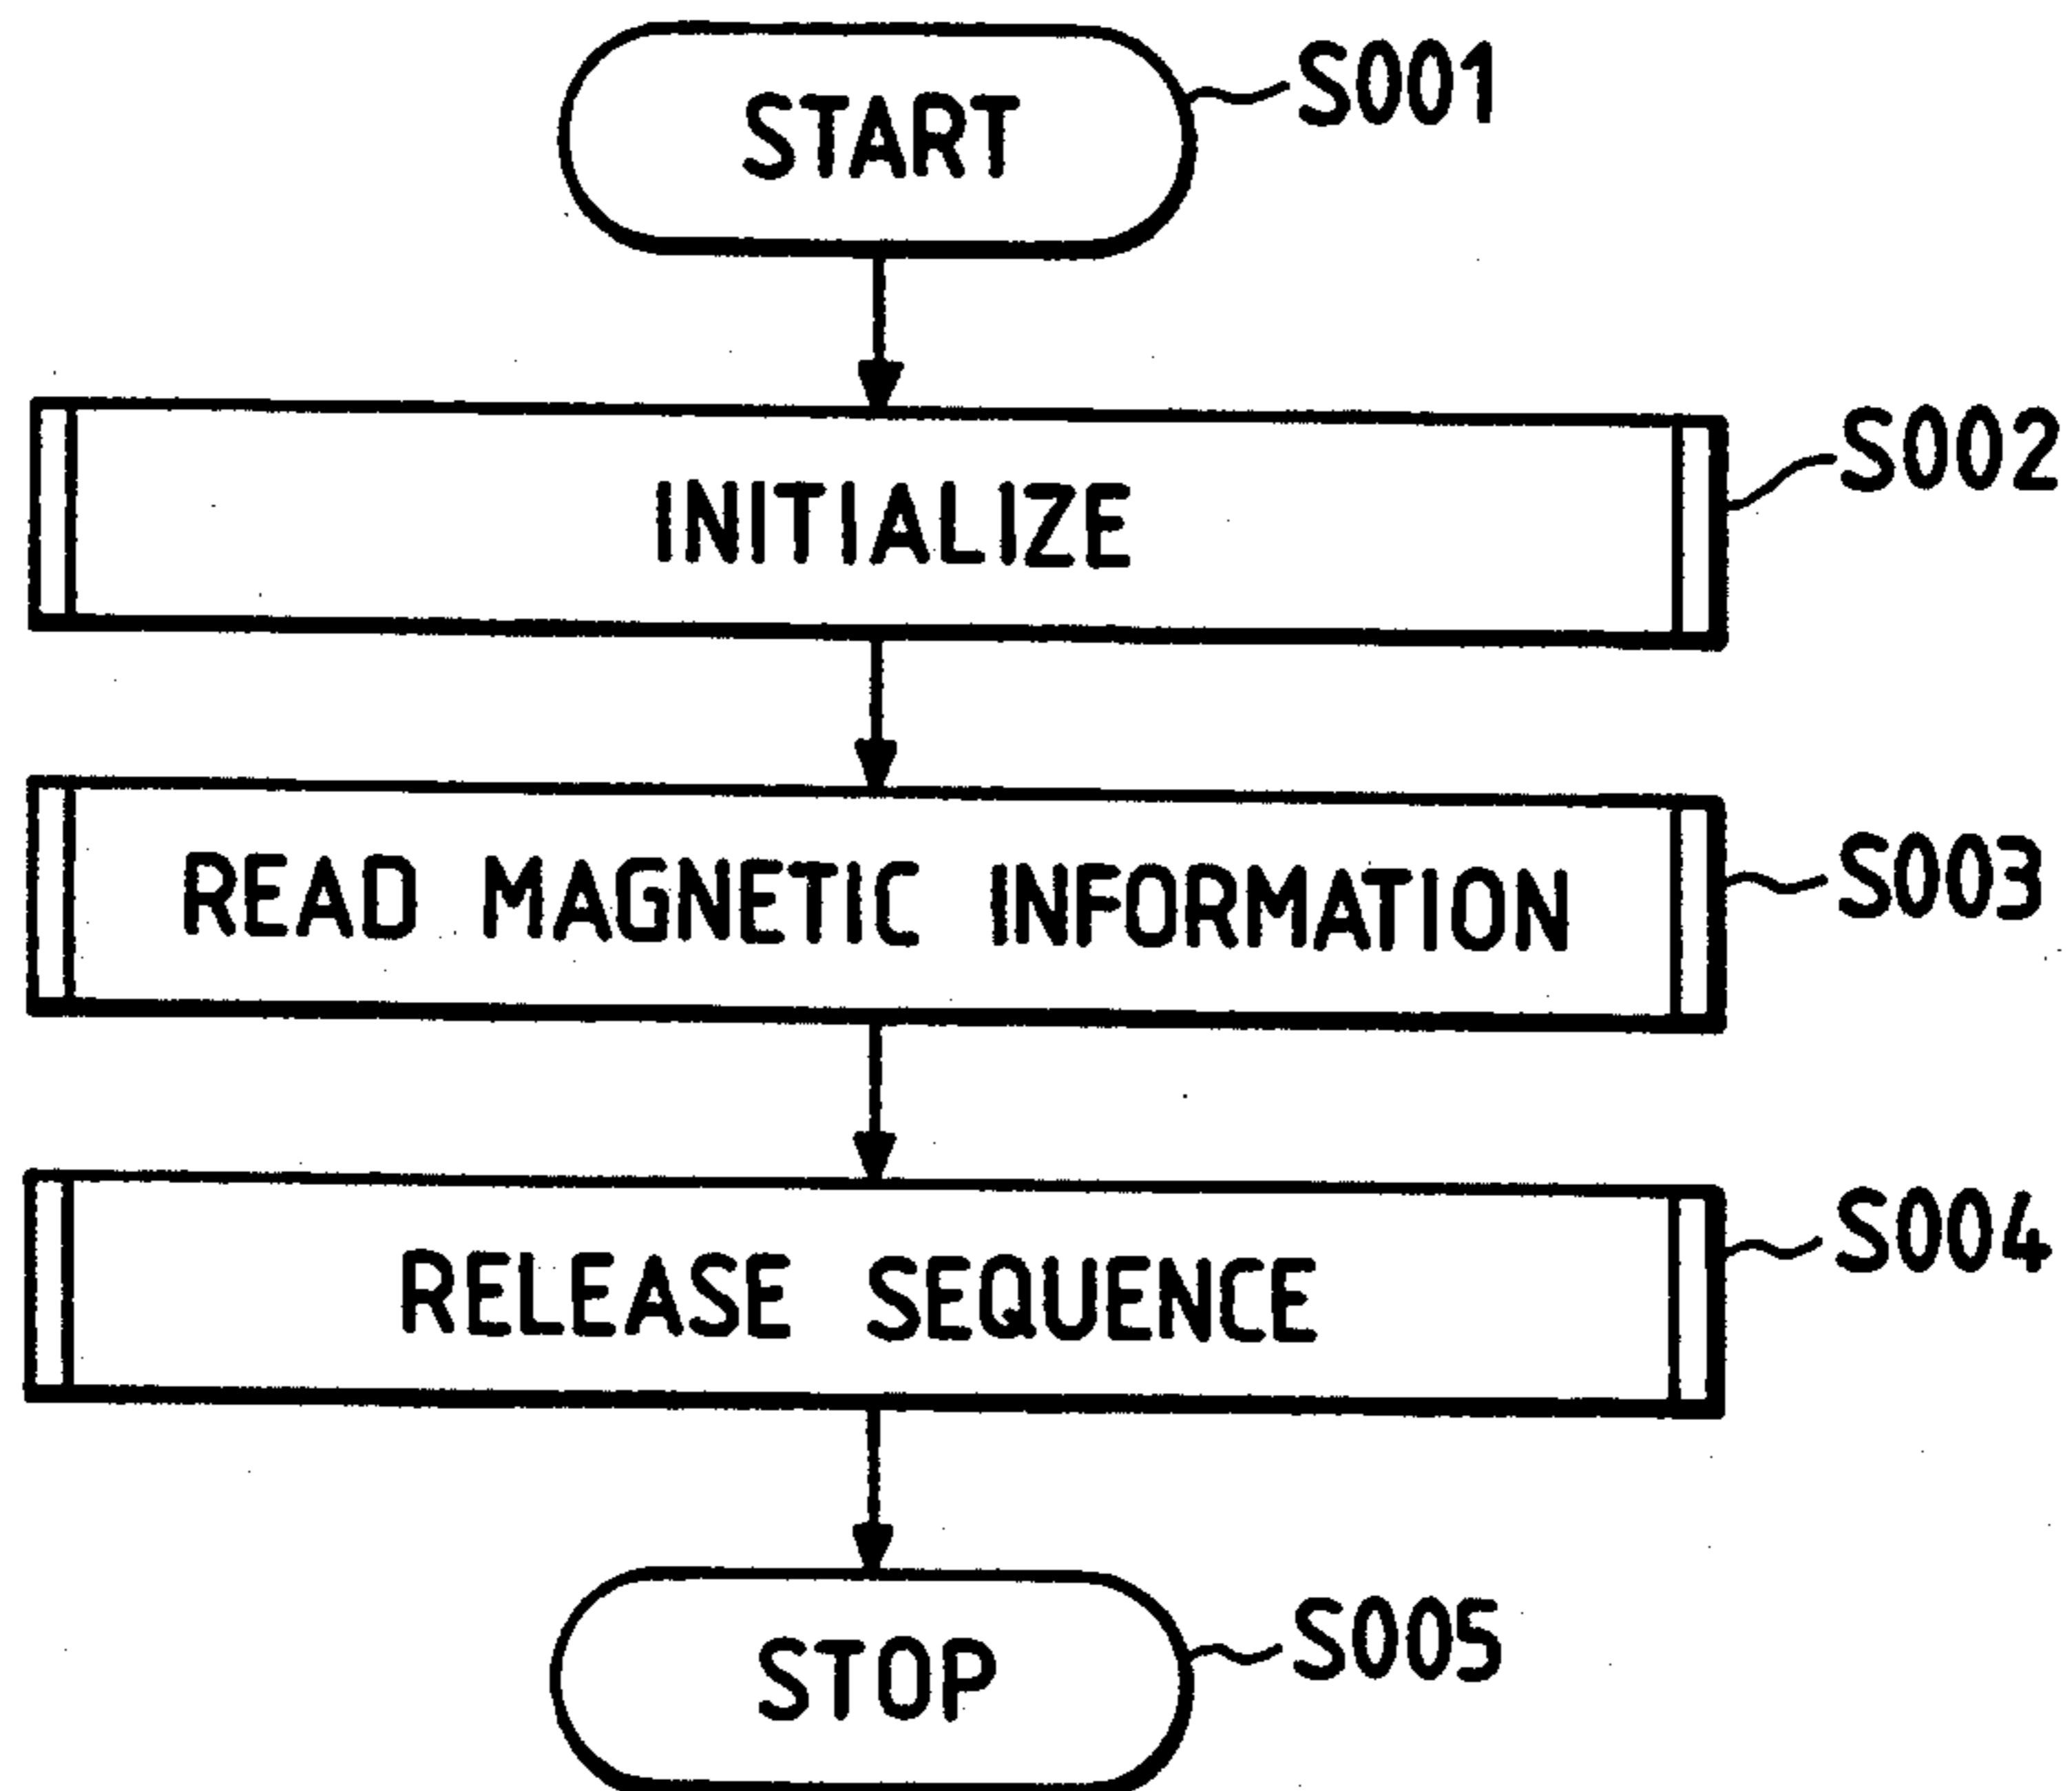 START S001
INITIALIZE S002
READ MAGNETIC INFORMATION S003
RELEASE SEQUENCE S004
STOP S005